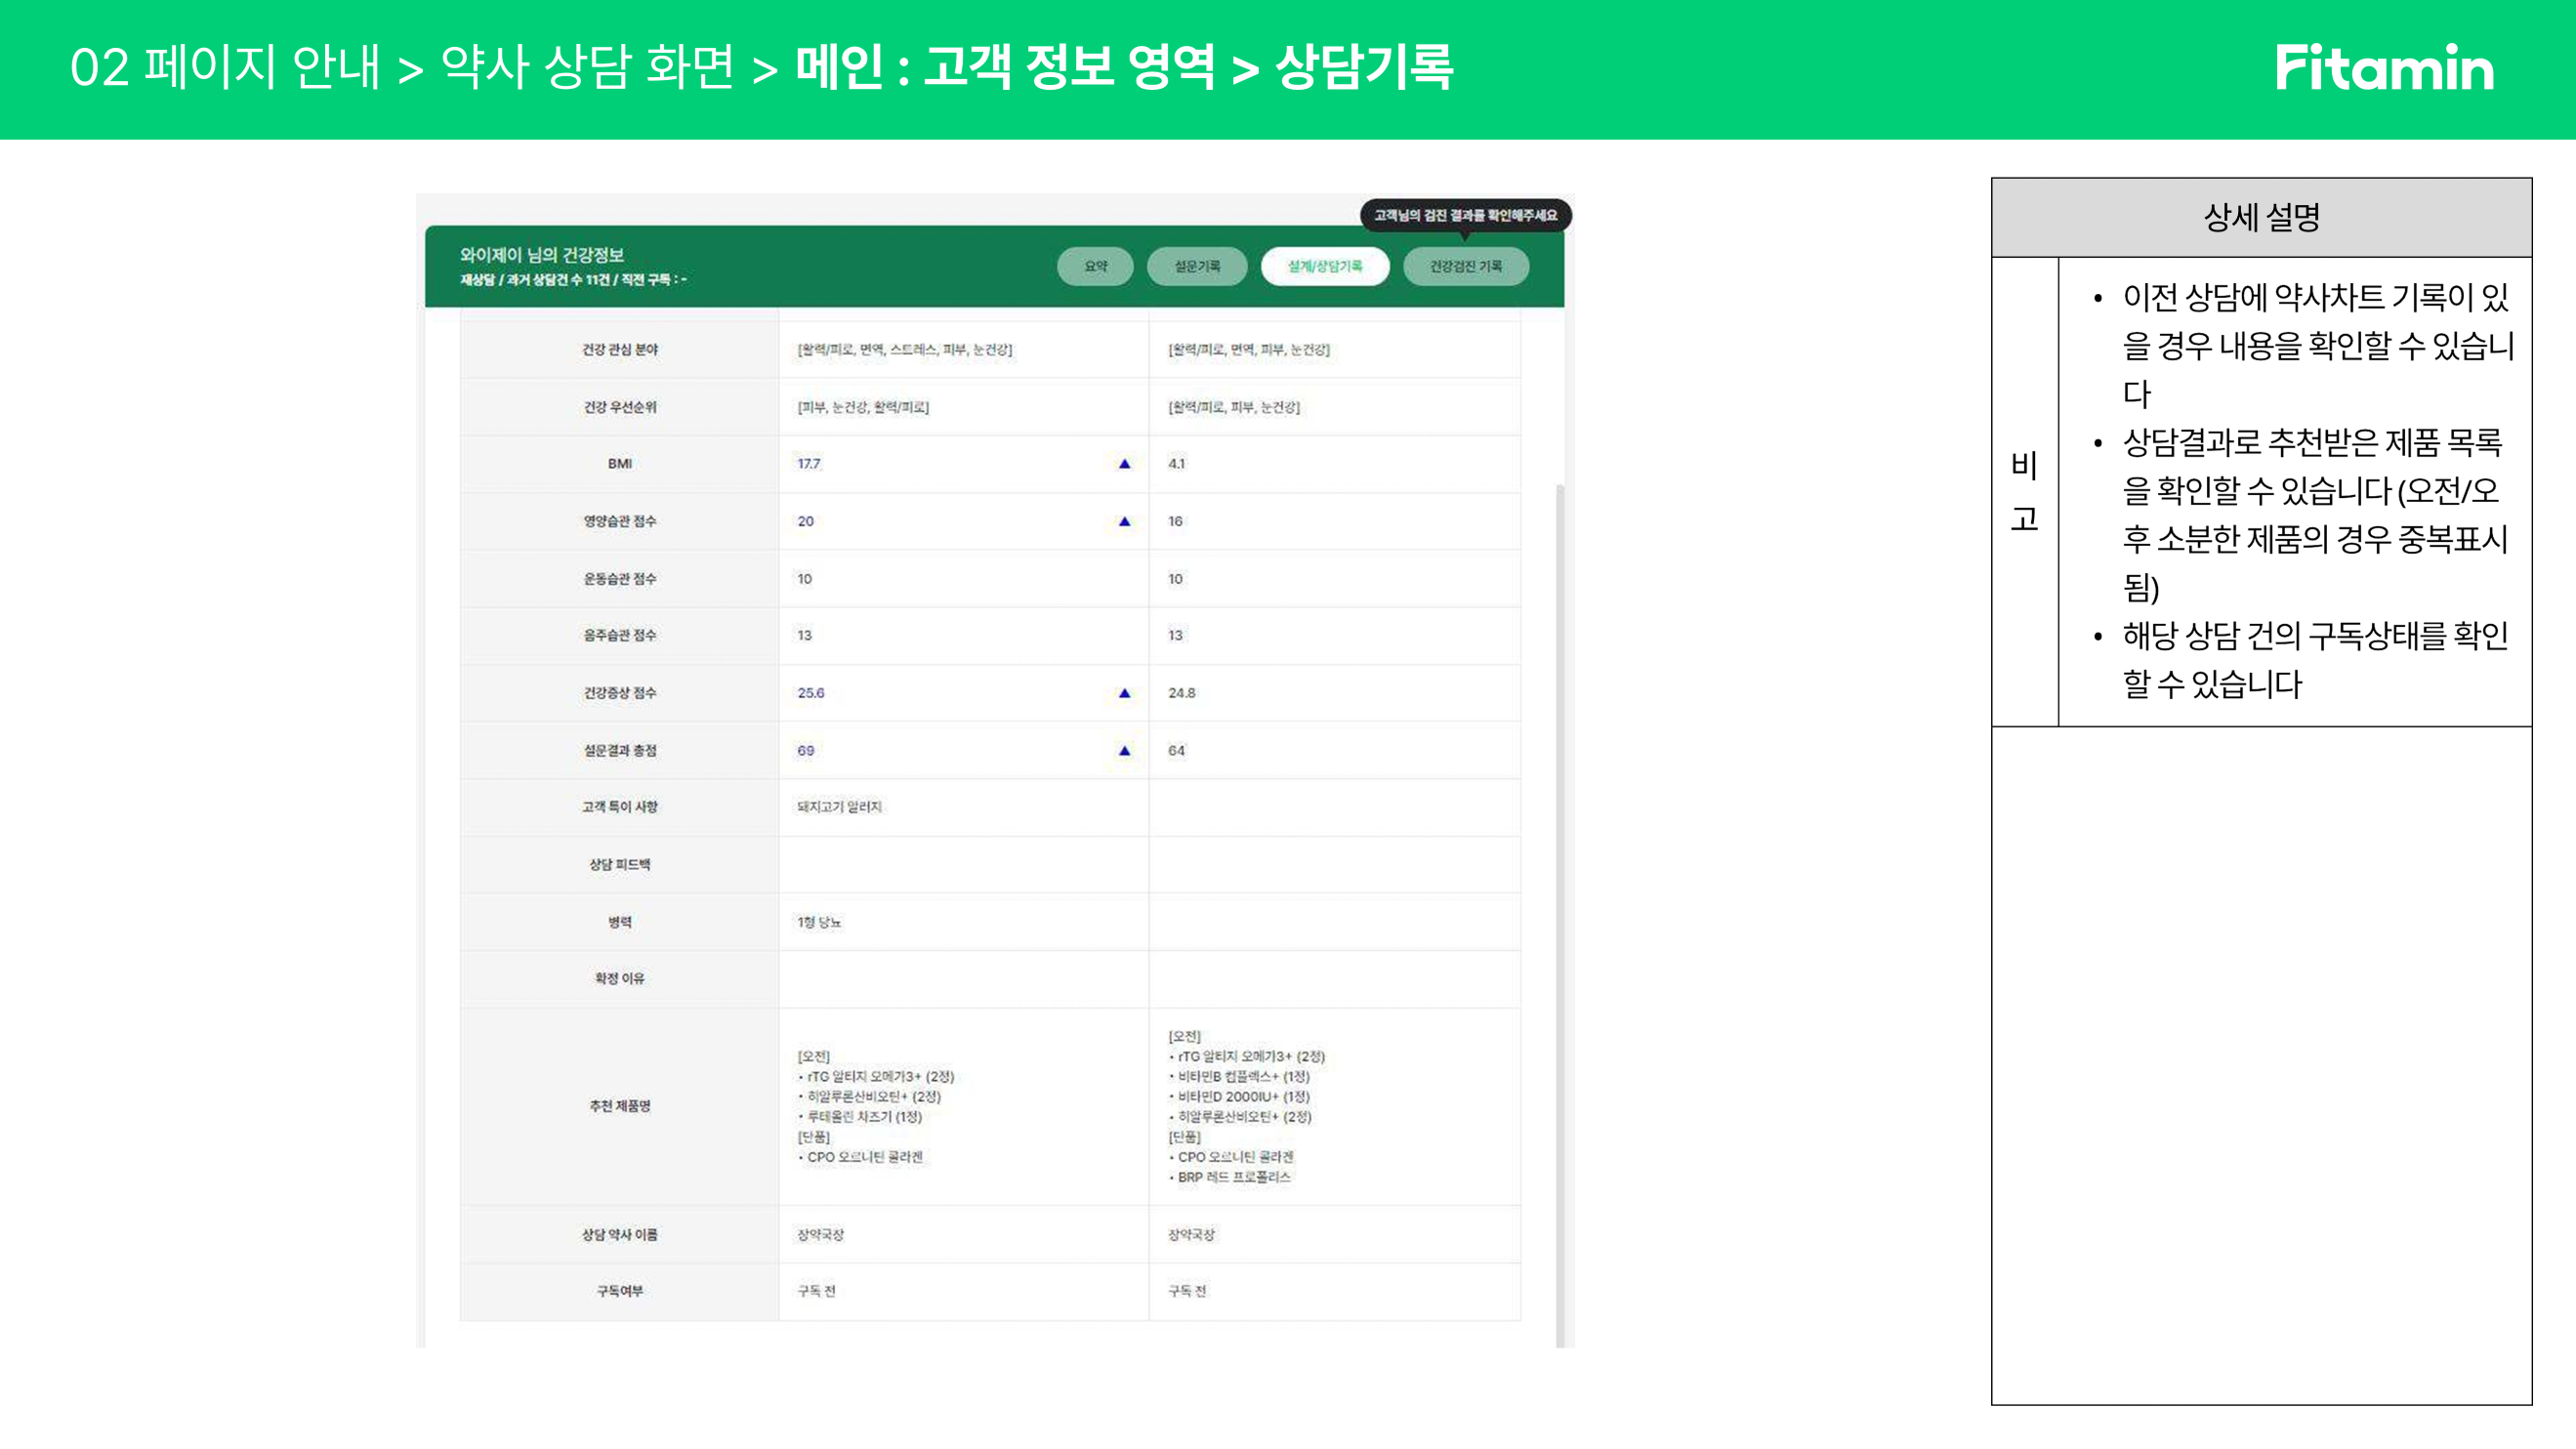 02 페이지 안내 > 약사 상담 화면 > 메인 : 고객 정보 영역 > 상담기록
Fitamin
고객님의 검진 결과를 확인해주세요
와이제이 님의 건강정보
재상담 / 과거 상담건 수 11건 / 직전 구독 : -
요약 설문기록 설계/상담기록 건강검진 기록
건강 관심 분야 [활력/피로, 면역, 스트레스, 피부, 눈건강] [활력/피로, 면역, 피부, 눈건강]
건강 우선순위 [피부, 눈건강, 활력/피로] [활력/피로, 피부, 눈건강]
BMI 17.7 ▲ 4.1
영양습관 점수 20 ▲ 16
운동습관 점수 10 10
음주습관 점수 13 13
건강증상 점수 25.6 ▲ 24.8
설문결과 총점 69 ▲ 64
고객 특이 사항 돼지고기 알러지
상담 피드백
병력 1형 당뇨
확정 이유
추천 제품명
[오전]
• rTG 알티지 오메가3+ (2정)
• 히알루론산비오틴+ (2정)
• 루테올린 차즈기 (1정)
[단품]
• CPO 오르니틴 콜라겐
[오전]
• rTG 알티지 오메가3+ (2정)
• 비타민B 컴플렉스+ (1정)
• 비타민D 2000IU+ (1정)
• 히알루론산비오틴+ (2정)
[단품]
• CPO 오르니틴 콜라겐
• BRP 레드 프로폴리스
상담 약사 이름 장약국장 장약국장
구독여부 구독 전 구독 전
상세 설명
비
고
• 이전 상담에 약사차트 기록이 있
을 경우 내용을 확인할 수 있습니
다
• 상담결과로 추천받은 제품 목록
을 확인할 수 있습니다 (오전/오
후 소분한 제품의 경우 중복표시
됨)
• 해당 상담 건의 구독상태를 확인
할 수 있습니다